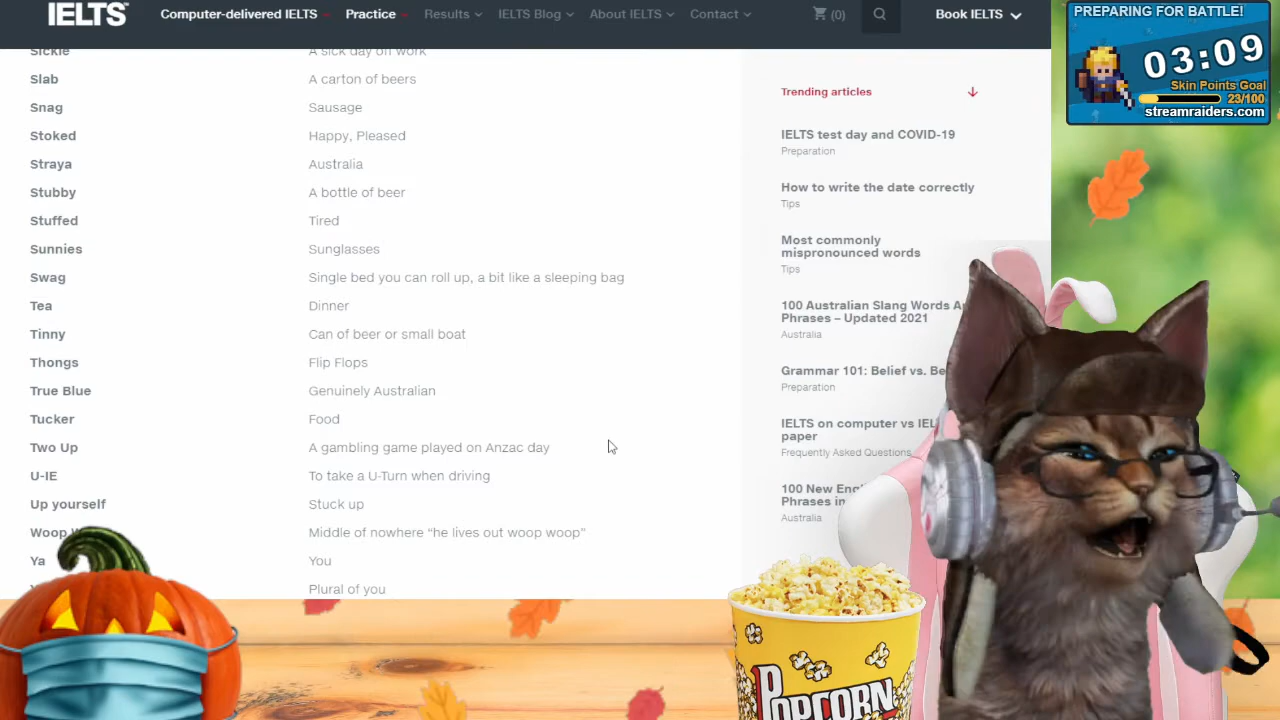 IELTS™
Computer-delivered IELTS Practice Results IELTS Blog About IELTS Contact (0) Book IELTS
PREPARING FOR BATTLE!
03:09
Skin Points Goal
23/100
streamraiders.com
Sickie A sick day off work
Slab A carton of beers
Snag Sausage
Stoked Happy, Pleased
Straya Australia
Stubby A bottle of beer
Stuffed Tired
Sunnies Sunglasses
Swag Single bed you can roll up, a bit like a sleeping bag
Tea Dinner
Tinny Can of beer or small boat
Thongs Flip Flops
True Blue Genuinely Australian
Tucker Food
Two Up A gambling game played on Anzac day
U-IE To take a U-Turn when driving
Up yourself Stuck up
Woop Middle of nowhere “he lives out woop woop”
Ya You
Plural of you
Trending articles
IELTS test day and COVID-19
Preparation
How to write the date correctly
Tips
Most commonly
mispronounced words
Tips
100 Australian Slang Words
Phrases – Updated 2021
Australia
Grammar 101: Belief vs.
Preparation
IELTS on computer vs
paper
Frequently Asked Questions
100 New
Phrases in
Australia
POPCORN